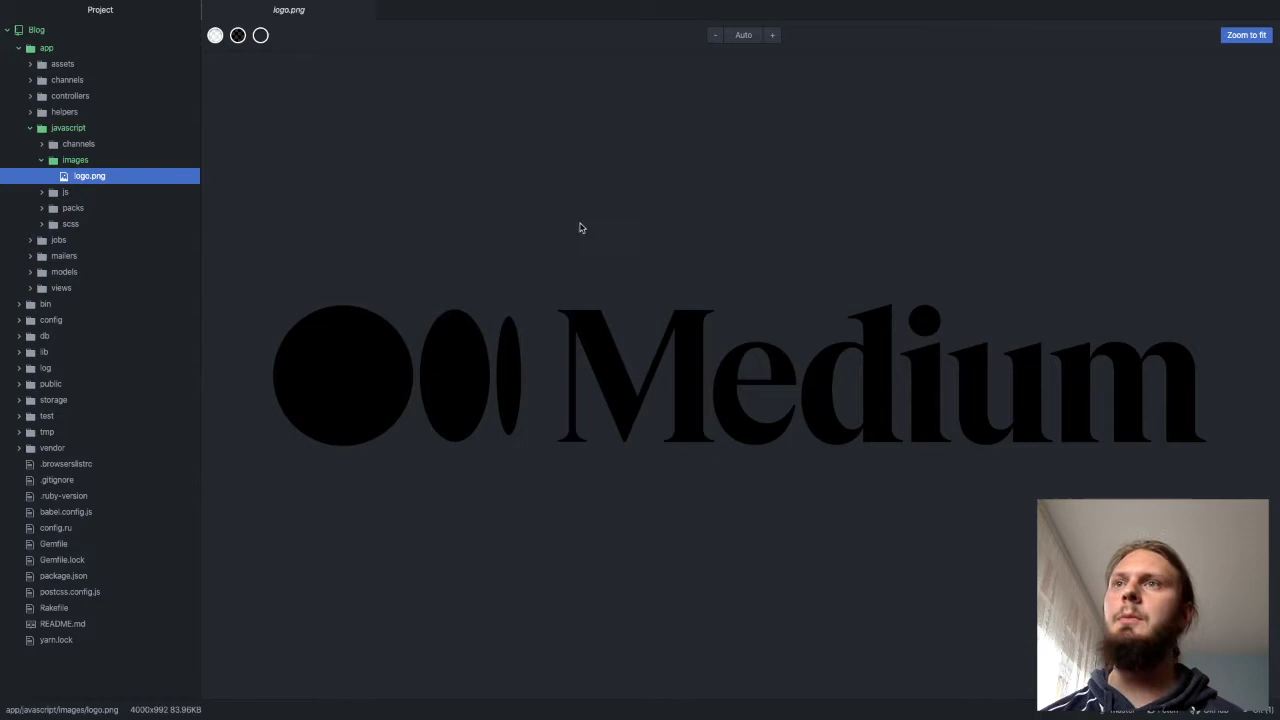 Project
logo.png
Blog
app
assets
channels
controllers
helpers
javascript
channels
images
logo.png
js
packs
scss
jobs
mailers
models
views
bin
config
db
lib
log
public
storage
test
tmp
vendor
.browserslistrc
.gitignore
.ruby-version
babel.config.js
config.ru
Gemfile
Gemfile.lock
package.json
postcss.config.js
Rakefile
README.md
yarn.lock
- Auto +
Zoom to fit
Medium
app/javascript/images/logo.png 4000x992 83.96KB